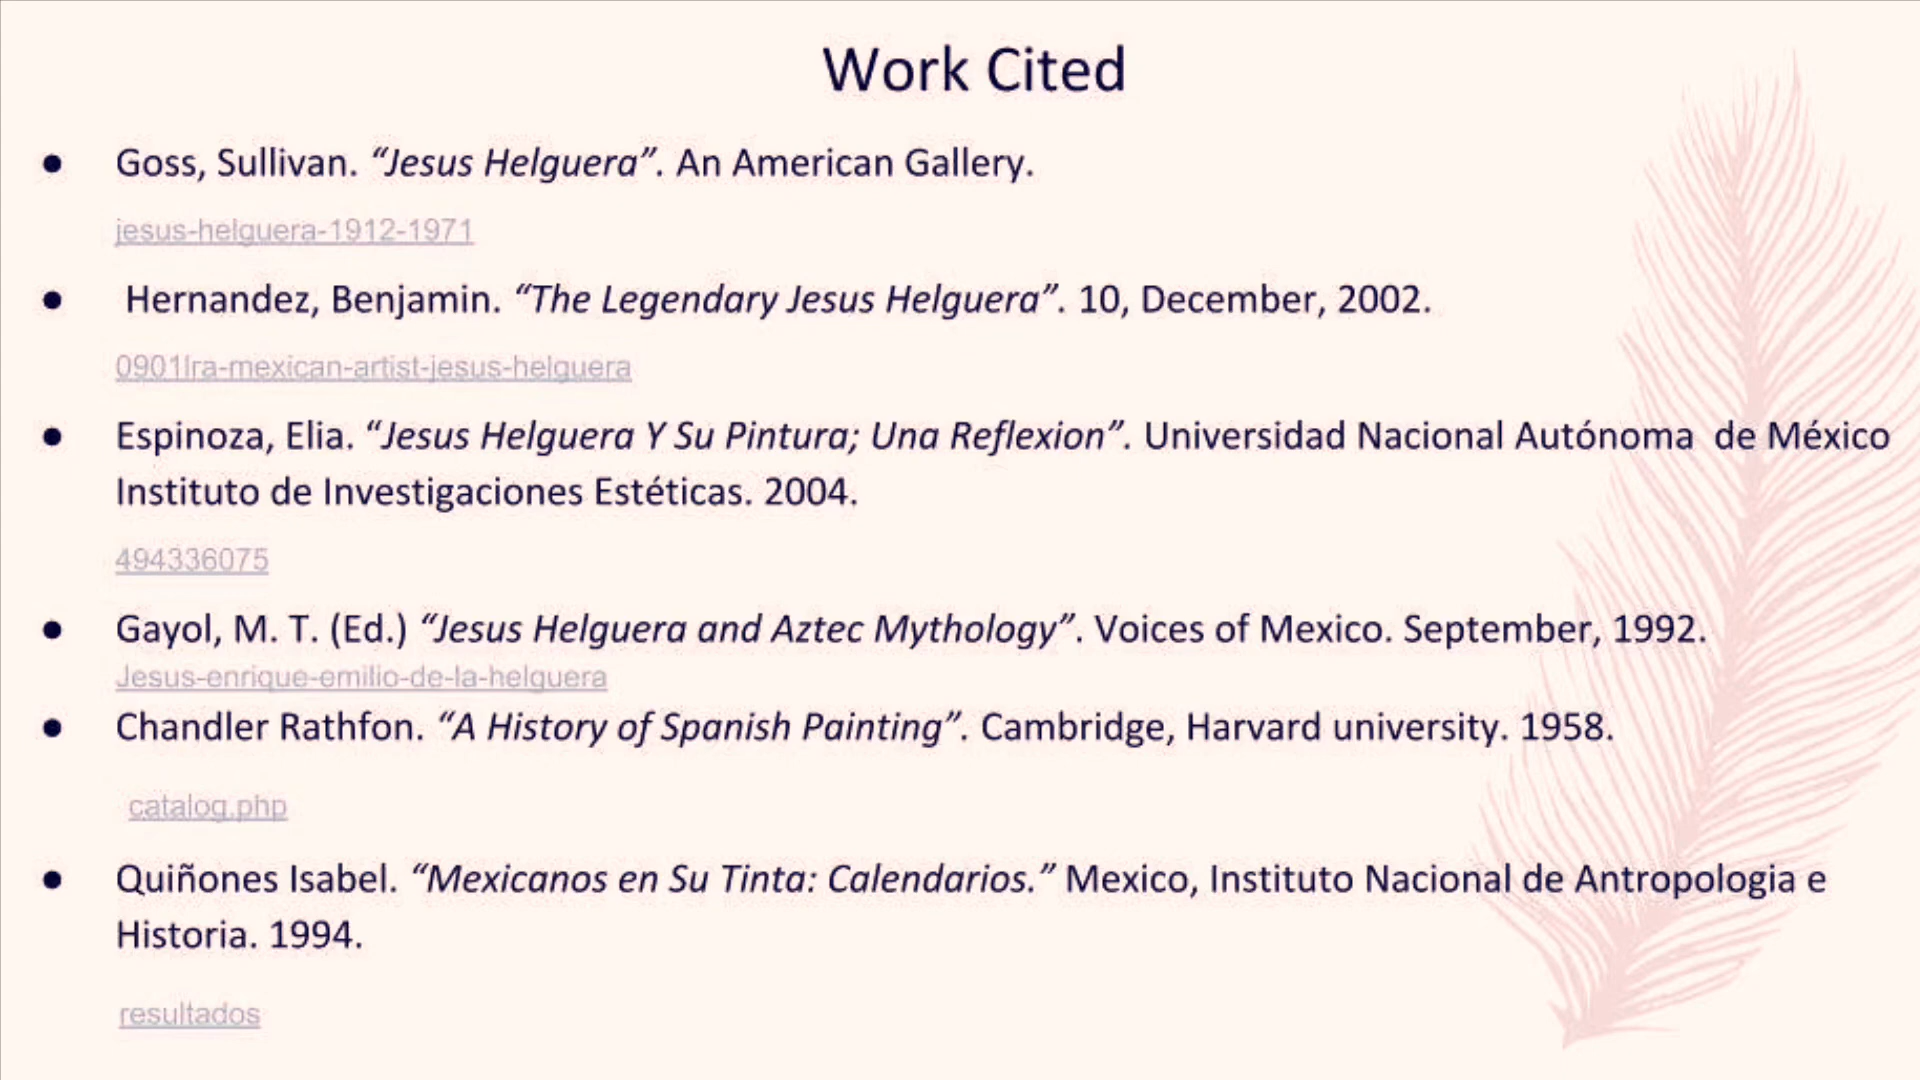 Work Cited
● Goss, Sullivan. “Jesus Helguera”. An American Gallery.
jesus-helguera-1912-1971
● Hernandez, Benjamin. “The Legendary Jesus Helguera”. 10, December, 2002.
0901lra-mexican-artist-jesus-helguera
● Espinoza, Elia. “Jesus Helguera Y Su Pintura; Una Reflexion”. Universidad Nacional Autónoma de México
Instituto de Investigaciones Estéticas. 2004.
494336075
● Gayol, M. T. (Ed.) “Jesus Helguera and Aztec Mythology”. Voices of Mexico. September, 1992.
Jesus-enrique-emilio-de-la-helguera
● Chandler Rathfon. “A History of Spanish Painting”. Cambridge, Harvard university. 1958.
catalog.php
● Quiñones Isabel. “Mexicanos en Su Tinta: Calendarios.” Mexico, Instituto Nacional de Antropologia e
Historia. 1994.
resultados